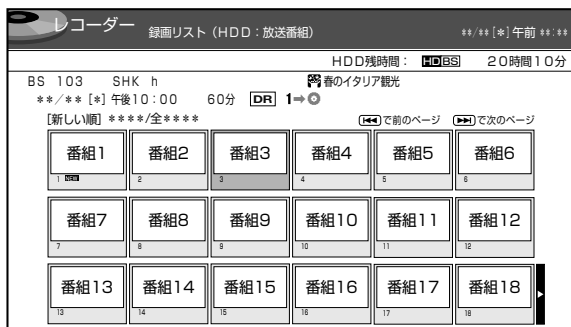 レコーダー 録画リスト（HDD：放送番組） **/**[*]午前 **:**
HDD残時間： HDBS 20時間10分
BS 103 SHK h 春のイタリア観光
**/** [*] 午後10：00 60分 DR 1➡
[新しい順] ****/全**** で前のページ で次のページ
番組1 番組2 番組3 番組4 番組5 番組6
1 NEW 2 3 4 5 6
番組7 番組8 番組9 番組10 番組11 番組12
7 8 9 10 11 12
番組13 番組14 番組15 番組16 番組17 番組18
13 14 15 16 17 18